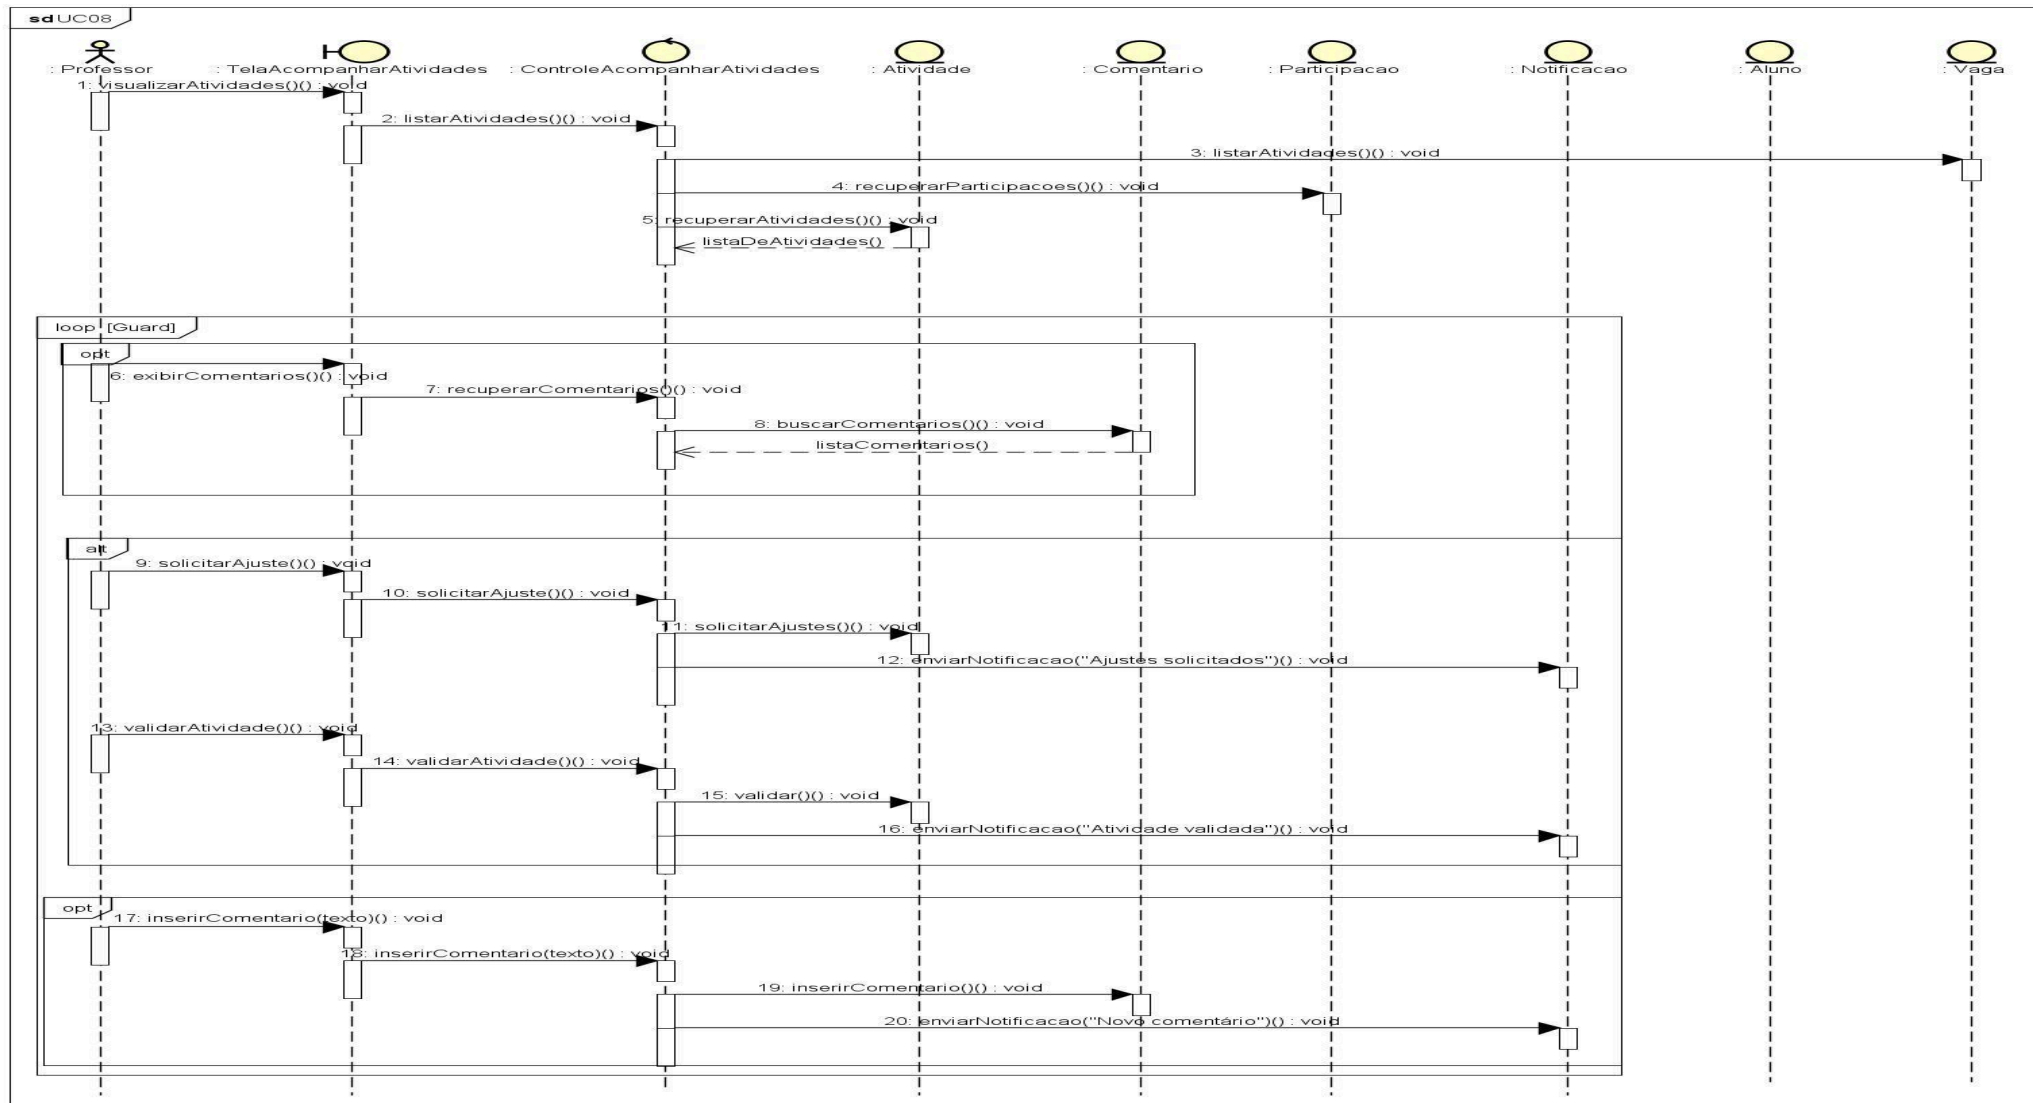 sd UC08
: Professor
: TelaAcompanharAtividades
: ControleAcompanharAtividades
: Atividade
: Comentario
: Participacao
: Notificacao
: Aluno
: Vaga
1: visualizarAtividades()() : void
2: listarAtividades()() : void
3: listarAtividades()() : void
4: recuperarParticipacoes()() : void
5: recuperarAtividades()() : void
listaDeAtividades()
loop [Guard]
opt
6: exibirComentarios()() : void
7: recuperarComentarios()() : void
8: buscarComentarios()() : void
listaComentarios()
alt
9: solicitarAjuste()() : void
10: solicitarAjuste()() : void
11: solicitarAjustes()() : void
12: enviarNotificacao("Ajustes solicitados")() : void
13: validarAtividade()() : void
14: validarAtividade()() : void
15: validar()() : void
16: enviarNotificacao("Atividade validada")() : void
opt
17: inserirComentario(texto)() : void
18: inserirComentario(texto)() : void
19: inserirComentario()() : void
20: enviarNotificacao("Novo comentário")() : void